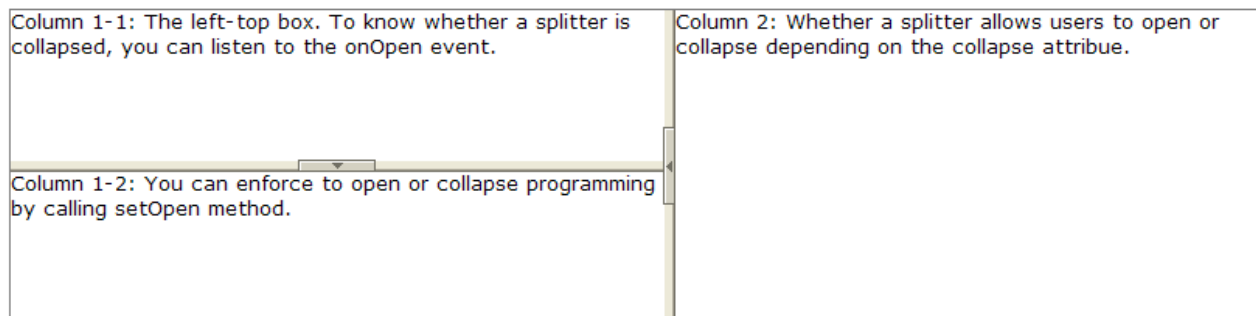 Column 1-1: The left-top box. To know whether a splitter is
collapsed, you can listen to the onOpen event.
Column 1-2: You can enforce to open or collapse programming
by calling setOpen method.
Column 2: Whether a splitter allows users to open or
collapse depending on the collapse attribue.